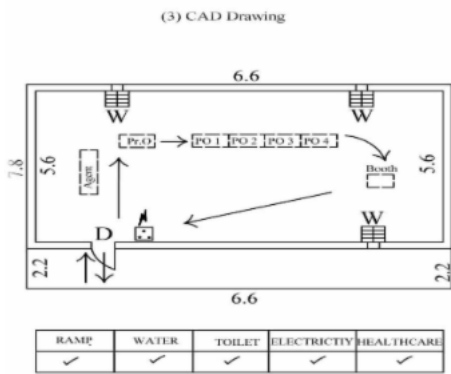 (3) CAD Drawing
6.6
W W
Pr.O PO 1 PO 2 PO 3 PO 4
7.8 5.6 Agent Booth 5.6
D W
2.2 2.2
6.6
RAMP WATER TOILET ELECTRICTIY HEALTHCARE
✓ ✓ ✓ ✓ ✓